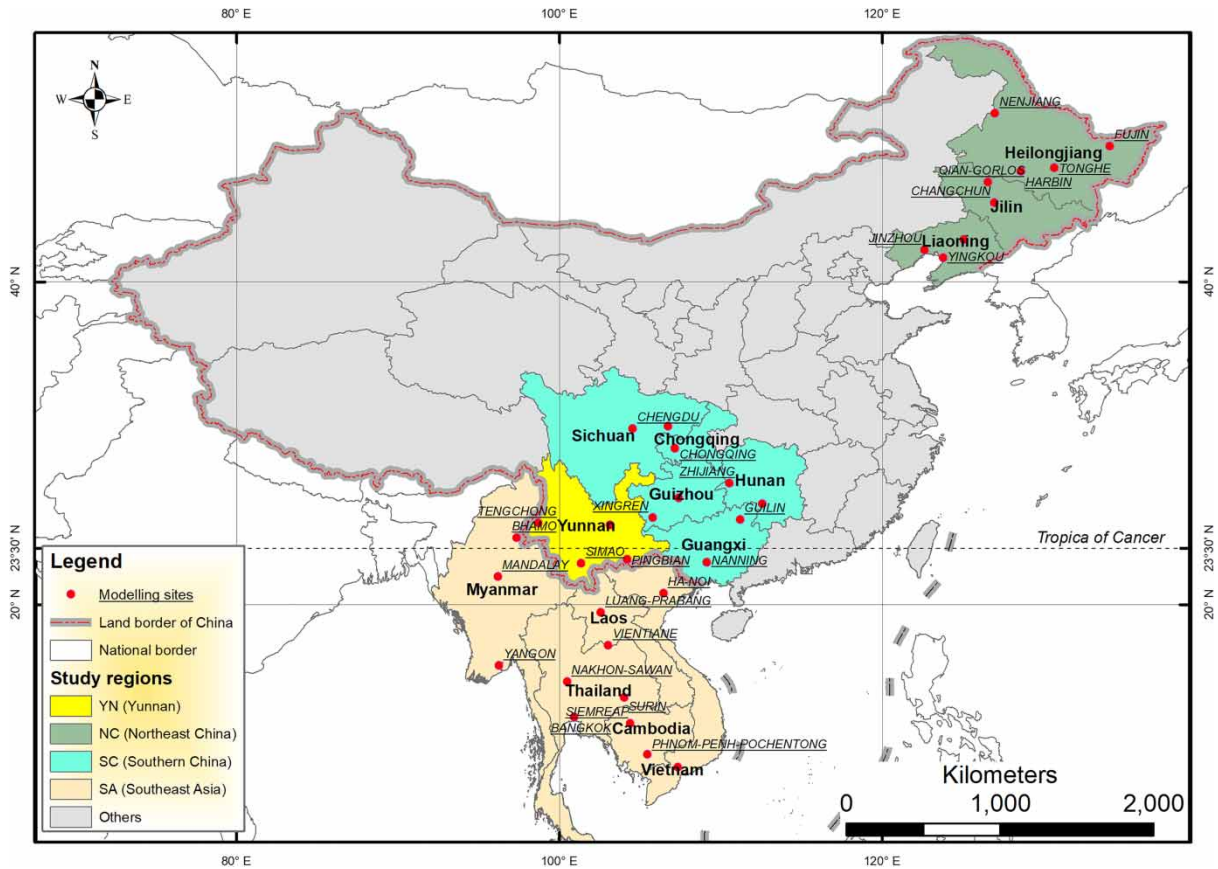 80° E 100° E 120° E
N
W E
S
NENJIANG
FUJIN
Heilongjiang
QIAN-GORLOS TONGHE
CHANGCHUN HARBIN
Jilin
JINZHOU Liaoning
YINGKOU
40° N 40° N
CHENGDU
Sichuan Chongqing
CHONGQING
ZHIJIANG Hunan
Guizhou
XINGREN GUILIN
TENGCHONG
BHAMO Yunnan
Tropica of Cancer
Guangxi
23°30 N 23°30 N
SIMAO PINGBIAN NANNING
MANDALAY
Myanmar HA-NOI
LUANG-PRABANG
20° N 20° N
Laos
VIENTIANE
YANGON
NAKHON-SAWAN
Thailand
SIEMREAP SURIN
BANGKOK Cambodia
PHNOM-PENH-POCHENTONG
Vietnam
Legend
Modelling sites
Land border of China
National border
Study regions
YN (Yunnan)
NC (Northeast China)
SC (Southern China)
SA (Southeast Asia)
Others
Kilometers
0 1,000 2,000
80° E 100° E 120° E